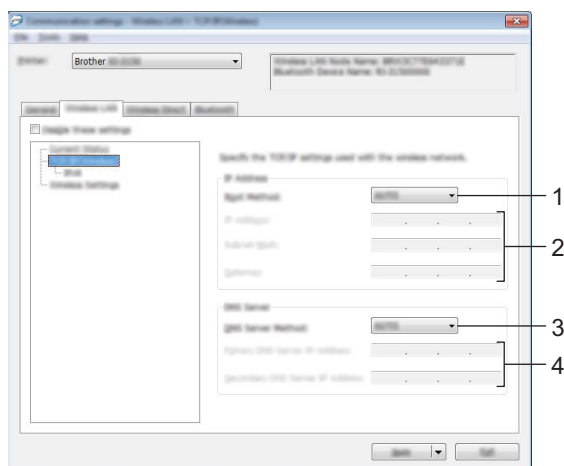 Communication settings - Wireless LAN - TCP/IP(Wireless)
File Tools Help
Printer:
Brother
Wireless LAN Node Name:
Bluetooth Device Name:
General
Wireless LAN
Wireless Direct
Bluetooth
Disable these settings
Current Status
TCP/IP(Wireless)
IPv6
Wireless Settings
Specify the TCP/IP settings used with the wireless network.
IP Address
Boot Method:
AUTO
1
IP Address:
Subnet Mask:
Gateway:
2
DNS Server
DNS Server Method:
AUTO
3
Primary DNS Server IP Address:
Secondary DNS Server IP Address:
4
Apply
Exit